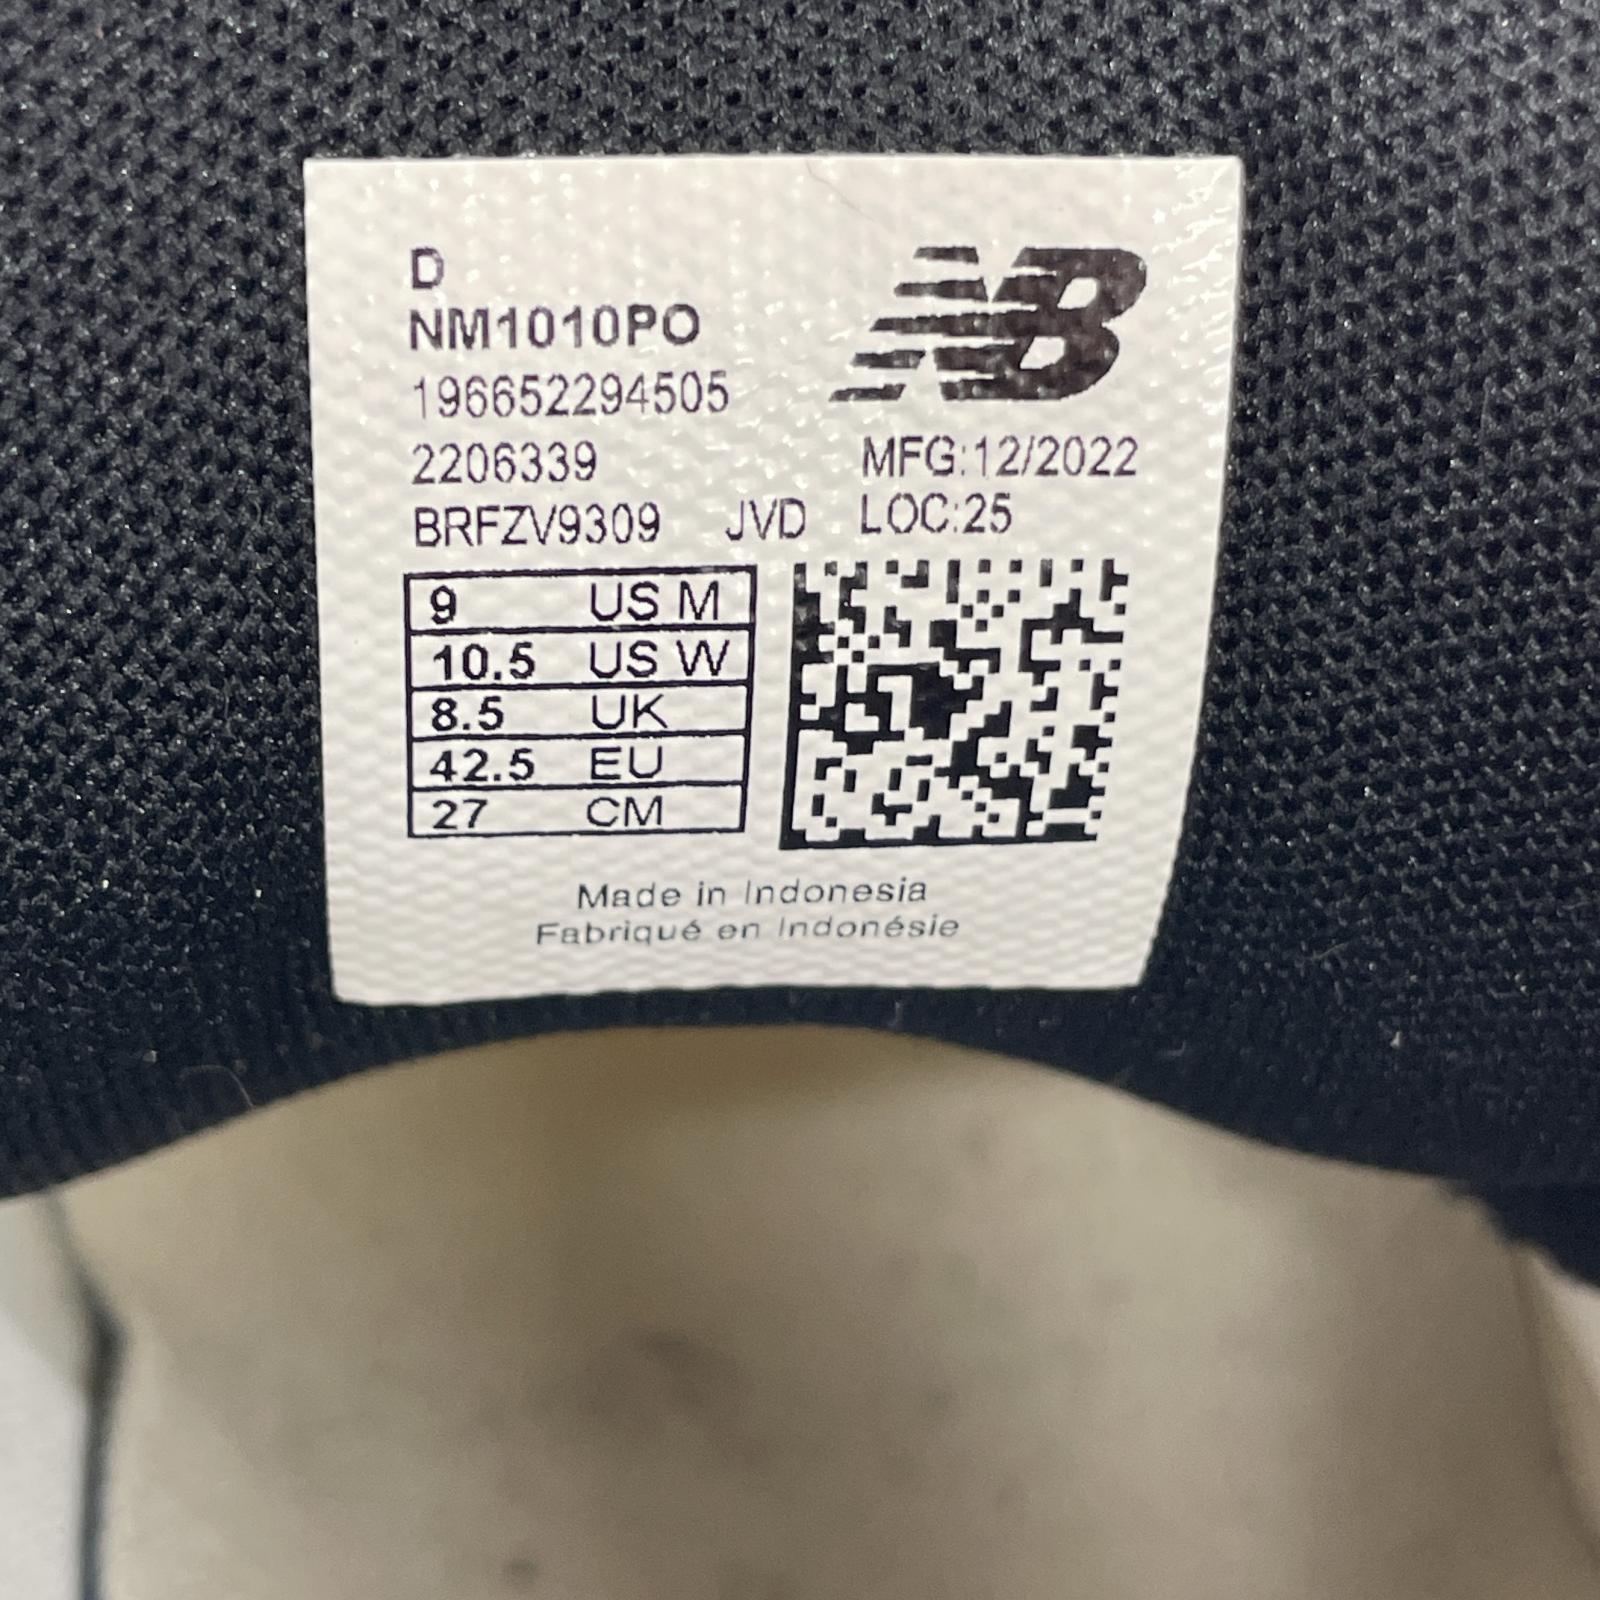 D
NM1010PO
196652294505
2206339
BRFZV9309 JVD
NB
MFG:12/2022
LOC:25
9 US M
10.5 US W
8.5 UK
42.5 EU
27 CM
Made in Indonesia
Fabriqué en Indonésie